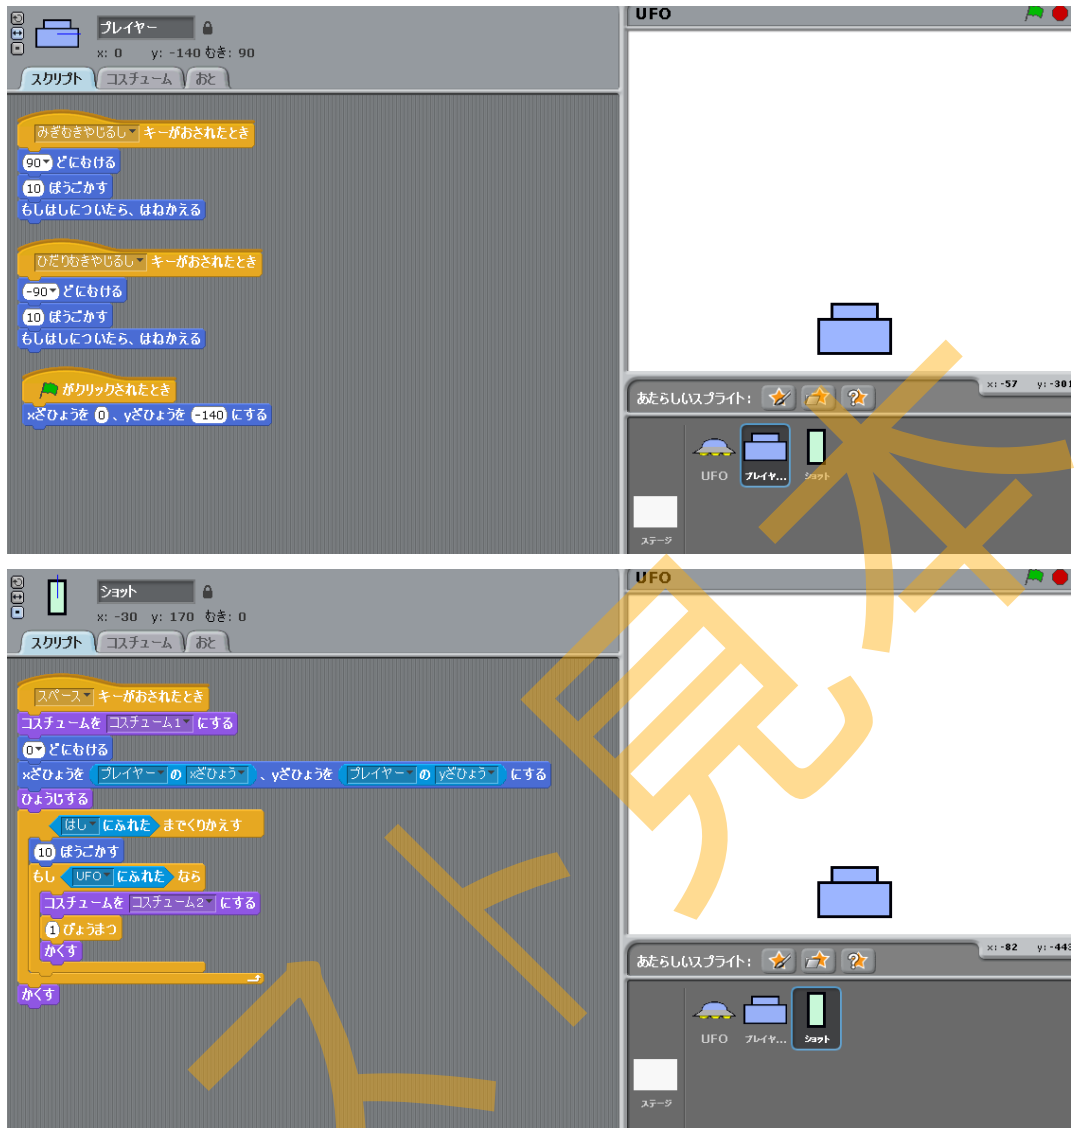 プレイヤー
x: 0 y: -140 むき: 90
スクリプト コスチューム おと
みぎむきやじるし キーがおされたとき
90 どにむける
10 ほうごかす
もしはしについたら、はねかえる
ひだりむきやじるし キーがおされたとき
-90 どにむける
10 ほうごかす
もしはしについたら、はねかえる
がクリックされたとき
xざひょうを 0 、yざひょうを -140 にする
UFO
x: -57 y: -301
あたらしいスプライト:
UFO プレイヤ... ショット
ステージ
ショット
x: -30 y: 170 むき: 0
スクリプト コスチューム おと
スペース キーがおされたとき
コスチュームを コスチューム1 にする
0 どにむける
xざひょうを プレイヤー の xざひょう 、yざひょうを プレイヤー の yざひょう にする
ひょうじする
はし にふれた までくりかえす
10 ほうごかす
もし UFO にふれた なら
コスチュームを コスチューム2 にする
1 びょうまつ
かくす
かくす
UFO
x: -82 y: -443
あたらしいスプライト:
UFO プレイヤ... ショット
ステージ
スト見本